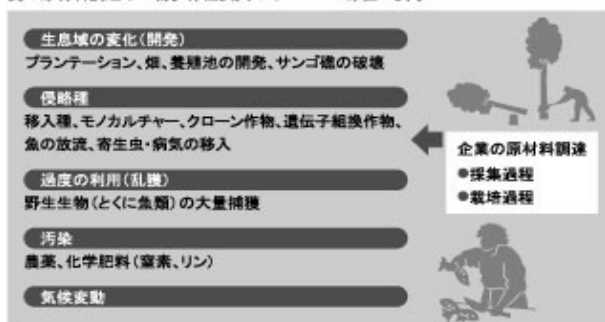 生息域の変化(開発)
プランテーション、畑、養殖池の開発、サンゴ礁の破壊
侵略種
移入種、モノカルチャー、クローン作物、遺伝子組換作物、
魚の放流、寄生虫・病気の移入
過度の利用(乱獲)
野生生物(とくに魚類)の大量捕獲
汚染
農薬、化学肥料(窒素、リン)
気候変動
企業の原材料調達
●採集過程
●栽培過程